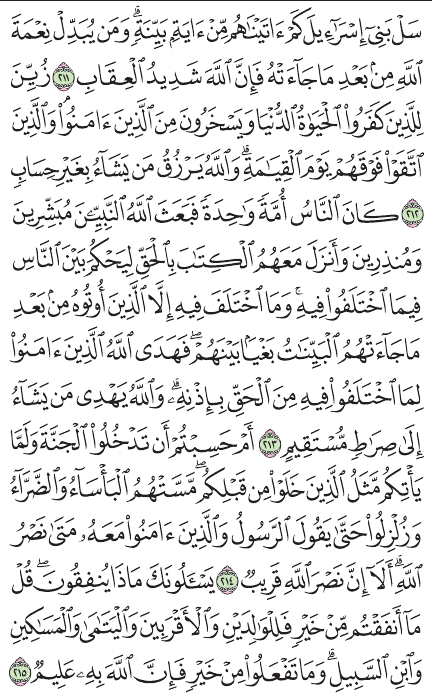 سَلْ بَنِىٓ إِسْرَٰٓءِيلَ كَمْ ءَاتَيْنَٰهُم مِّنْ ءَايَةٍۭ بَيِّنَةٍۗ وَمَن يُبَدِّلْ نِعْمَةَ
ٱللَّهِ مِنۢ بَعْدِ مَا جَآءَتْهُ فَإِنَّ ٱللَّهَ شَدِيدُ ٱلْعِقَابِ ٢١١ زُيِّنَ
لِلَّذِينَ كَفَرُوا۟ ٱلْحَيَوٰةُ ٱلدُّنْيَا وَيَسْخَرُونَ مِنَ ٱلَّذِينَ ءَامَنُوا۟ۘ وَٱلَّذِينَ
ٱتَّقَوْا۟ فَوْقَهُمْ يَوْمَ ٱلْقِيَٰمَةِۗ وَٱللَّهُ يَرْزُقُ مَن يَشَآءُ بِغَيْرِ حِسَابٍ
٢١٢ كَانَ ٱلنَّاسُ أُمَّةً وَٰحِدَةً فَبَعَثَ ٱللَّهُ ٱلنَّبِيِّـۧنَ مُبَشِّرِينَ
وَمُنذِرِينَ وَأَنزَلَ مَعَهُمُ ٱلْكِتَٰبَ بِٱلْحَقِّ لِيَحْكُمَ بَيْنَ ٱلنَّاسِ
فِيمَا ٱخْتَلَفُوا۟ فِيهِۚ وَمَا ٱخْتَلَفَ فِيهِ إِلَّا ٱلَّذِينَ أُوتُوهُ مِنۢ بَعْدِ
مَا جَآءَتْهُمُ ٱلْبَيِّنَٰتُ بَغْيًۢا بَيْنَهُمْۖ فَهَدَى ٱللَّهُ ٱلَّذِينَ ءَامَنُوا۟
لِمَا ٱخْتَلَفُوا۟ فِيهِ مِنَ ٱلْحَقِّ بِإِذْنِهِۦۗ وَٱللَّهُ يَهْدِى مَن يَشَآءُ
إِلَىٰ صِرَٰطٍ مُّسْتَقِيمٍ ٢١٣ أَمْ حَسِبْتُمْ أَن تَدْخُلُوا۟ ٱلْجَنَّةَ وَلَمَّا
يَأْتِكُم مَّثَلُ ٱلَّذِينَ خَلَوْا۟ مِن قَبْلِكُمۖ مَّسَّتْهُمُ ٱلْبَأْسَآءُ وَٱلضَّرَّآءُ
وَزُلْزِلُوا۟ حَتَّىٰ يَقُولَ ٱلرَّسُولُ وَٱلَّذِينَ ءَامَنُوا۟ مَعَهُۥ مَتَىٰ نَصْرُ
ٱللَّهِۗ أَلَآ إِنَّ نَصْرَ ٱللَّهِ قَرِيبٌ ٢١٤ يَسْـَٔلُونَكَ مَاذَا يُنفِقُونَۖ قُلْ
مَآ أَنفَقْتُم مِّنْ خَيْرٍ فَلِلْوَٰلِدَيْنِ وَٱلْأَقْرَبِينَ وَٱلْيَتَٰمَىٰ وَٱلْمَسَٰكِينِ
وَٱبْنِ ٱلسَّبِيلِۗ وَمَا تَفْعَلُوا۟ مِنْ خَيْرٍ فَإِنَّ ٱللَّهَ بِهِۦ عَلِيمٌ ٢١٥